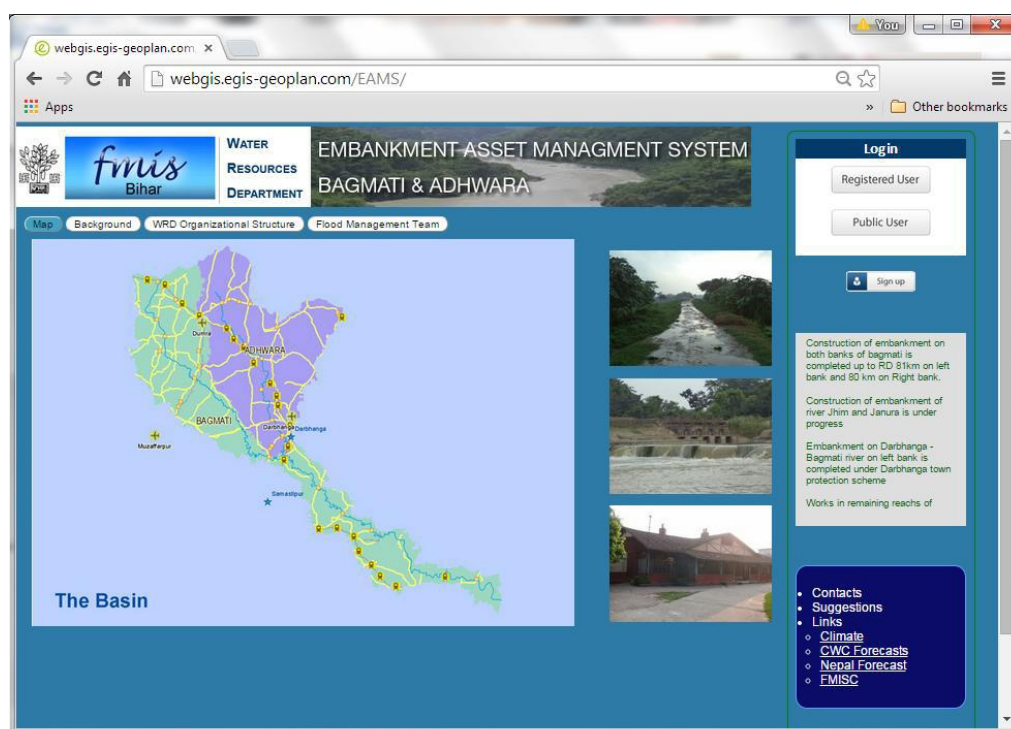 You
webgis.egis-geoplan.com
webgis.egis-geoplan.com/EAMS/
Apps
»
Other bookmarks
fmis
Bihar
WATER
RESOURCES
DEPARTMENT
EMBANKMENT ASSET MANAGMENT SYSTEM
BAGMATI & ADHWARA
Map
Background
WRD Organizational Structure
Flood Management Team
Dumra
ADHWARA
BAGMATI
Darbhanga
Darbhanga
Muzaffarpur
Samastipur
The Basin
Login
Registered User
Public User
Sign up
Construction of embankment on
both banks of bagmati is
completed up to RD 81km on left
bank and 80 km on Right bank.
Construction of embankment of
river Jhim and Janura is under
progress
Embankment on Darbhanga -
Bagmati river on left bank is
completed under Darbhanga town
protection scheme
Works in remaining reachs of
Contacts
Suggestions
Links
Climate
CWC Forecasts
Nepal Forecast
FMISC